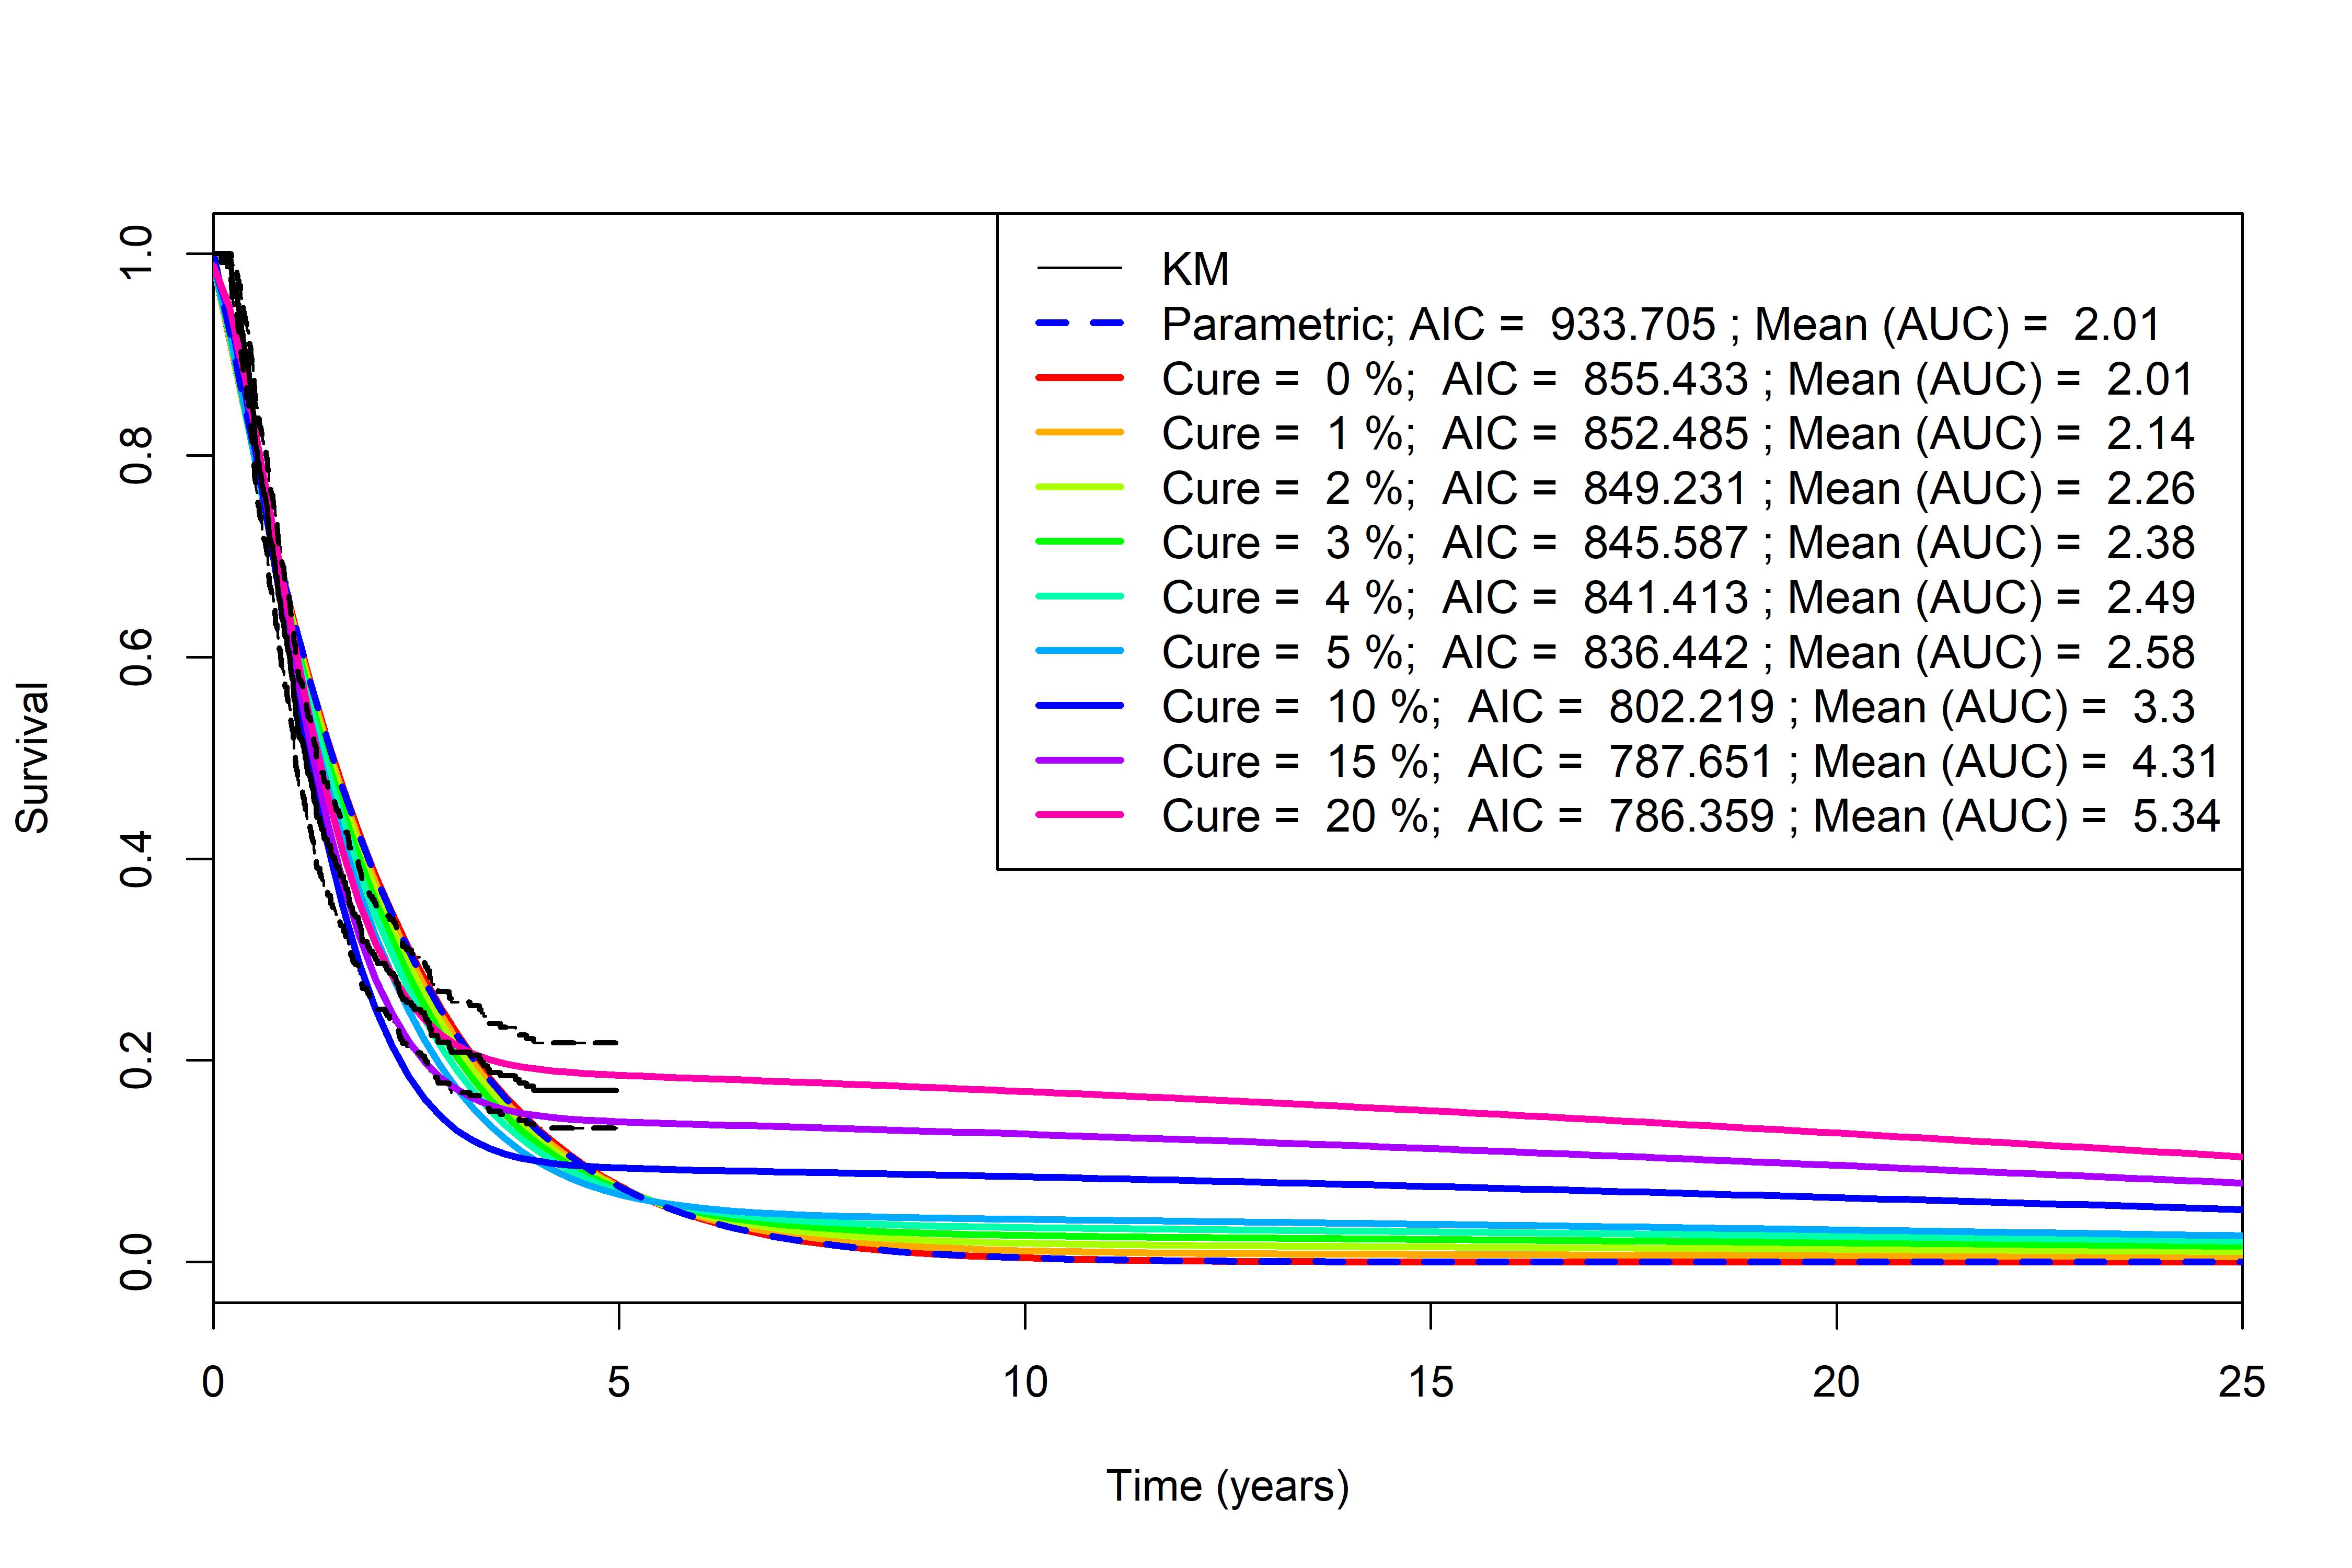 KM
Parametric; AIC = 933.705 ; Mean (AUC) = 2.01
Cure = 0 %; AIC = 855.433 ; Mean (AUC) = 2.01
Cure = 1 %; AIC = 852.485 ; Mean (AUC) = 2.14
Cure = 2 %; AIC = 849.231 ; Mean (AUC) = 2.26
Cure = 3 %; AIC = 845.587 ; Mean (AUC) = 2.38
Cure = 4 %; AIC = 841.413 ; Mean (AUC) = 2.49
Cure = 5 %; AIC = 836.442 ; Mean (AUC) = 2.58
Cure = 10 %; AIC = 802.219 ; Mean (AUC) = 3.3
Cure = 15 %; AIC = 787.651 ; Mean (AUC) = 4.31
Cure = 20 %; AIC = 786.359 ; Mean (AUC) = 5.34
Survival
1.0
0.8
0.6
0.4
0.2
0.0
0 5 10 15 20 25
Time (years)